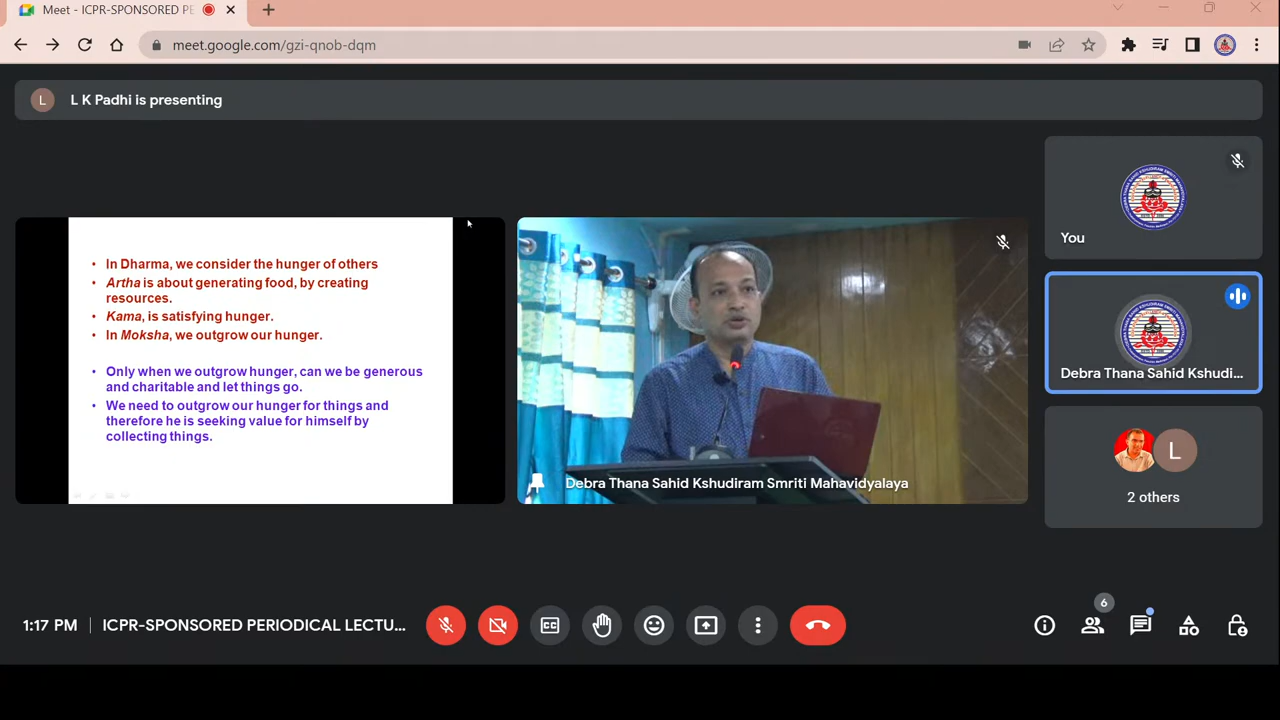 Meet - ICPR-SPONSORED PE
meet.google.com/gzi-qnob-dqm
L
L K Padhi is presenting
• In Dharma, we consider the hunger of others
• Artha is about generating food, by creating
resources.
• Kama, is satisfying hunger.
• In Moksha, we outgrow our hunger.
• Only when we outgrow hunger, can we be generous
and charitable and let things go.
• We need to outgrow our hunger for things and
therefore he is seeking value for himself by
collecting things.
Debra Thana Sahid Kshudiram Smriti Mahavidyalaya
You
Debra Thana Sahid Kshudi...
L
2 others
1:17 PM | ICPR-SPONSORED PERIODICAL LECTU...
CC
6